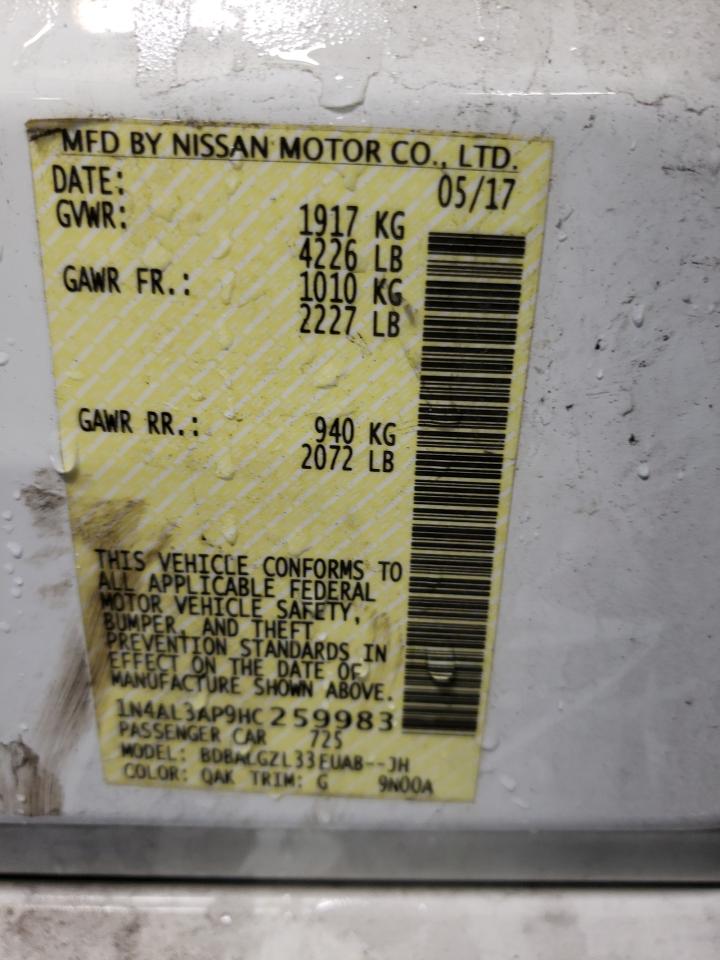 MFD BY NISSAN MOTOR CO., LTD.
DATE: 05/17
GVWR: 1917 KG
4226 LB
GAWR FR.: 1010 KG
2227 LB
GAWR RR.: 940 KG
2072 LB
THIS VEHICLE CONFORMS TO
ALL APPLICABLE FEDERAL
MOTOR VEHICLE SAFETY,
BUMPER, AND THEFT
PREVENTION STANDARDS IN
EFFECT ON THE DATE OF
MANUFACTURE SHOWN ABOVE.
1N4AL3AP9HC259983
PASSENGER CAR 725
MODEL: BDBALGZL33EUAB--JH
COLOR: QAK TRIM: G 9N00A